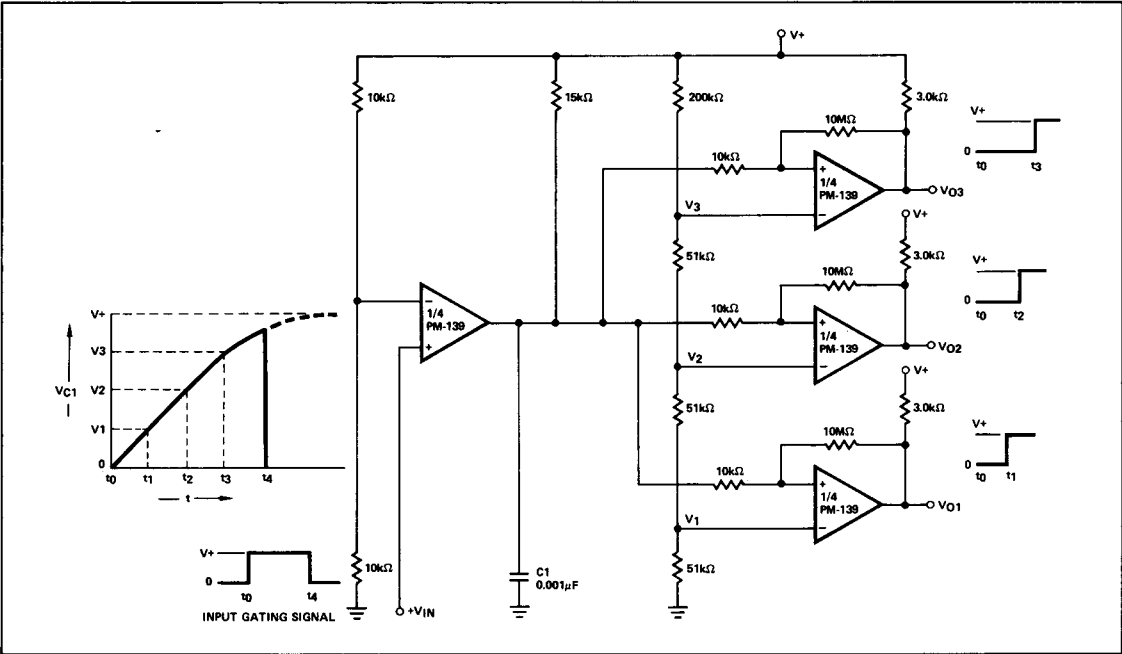 V+
10kΩ
15kΩ
200kΩ
3.0kΩ
10MΩ
V+
0
t0
t3
10kΩ
+
1/4
PM-139
−
VO3
V3
V+
51kΩ
3.0kΩ
10MΩ
V+
0
t0
t2
10kΩ
+
1/4
PM-139
−
VO2
V2
−
1/4
PM-139
+
V+
51kΩ
3.0kΩ
10MΩ
V+
0
t0
t1
10kΩ
+
1/4
PM-139
−
VO1
V1
51kΩ
V+
V3
VC1
V2
V1
0
t0
t1
t2
t3
t4
t
V+
0
t0
t4
INPUT GATING SIGNAL
10kΩ
+VIN
C1
0.001μF